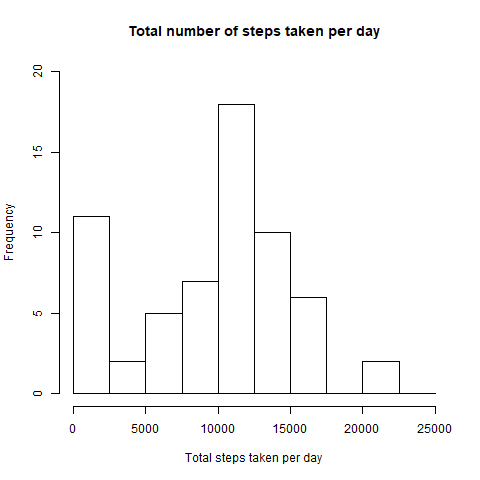 Total number of steps taken per day
20
15
10
5
0
Frequency
0 5000 10000 15000 20000 25000
Total steps taken per day